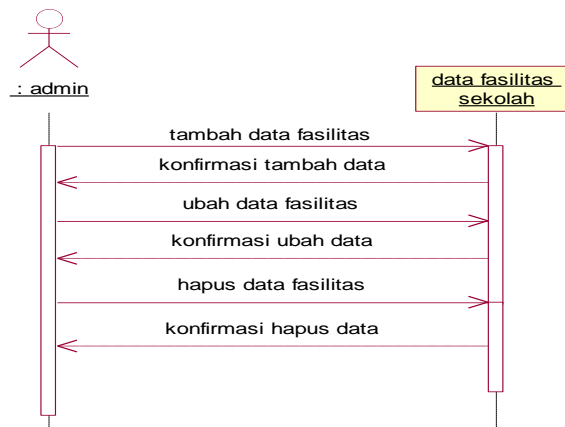 : admin
data fasilitas
sekolah
tambah data fasilitas
konfirmasi tambah data
ubah data fasilitas
konfirmasi ubah data
hapus data fasilitas
konfirmasi hapus data